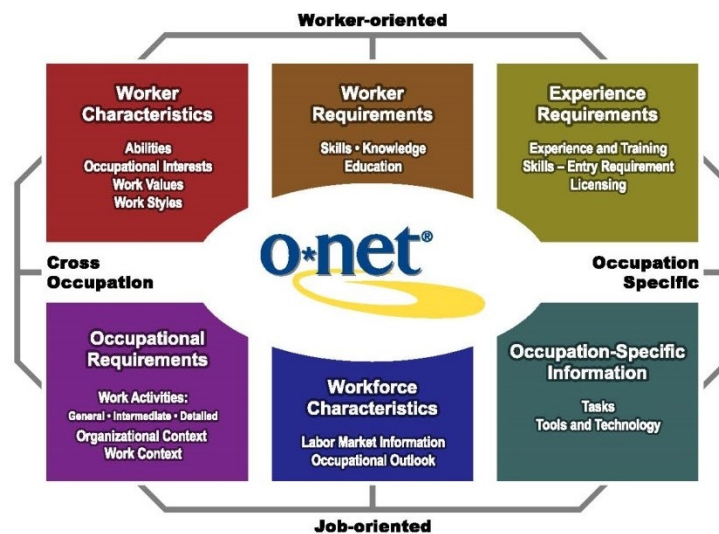 Worker-oriented
Worker
Characteristics
Abilities
Occupational Interests
Work Values
Work Styles
Worker
Requirements
Skills • Knowledge
Education
Experience
Requirements
Experience and Training
Skills – Entry Requirement
Licensing
Cross
Occupation
o*net®
Occupation
Specific
Occupational
Requirements
Work Activities:
General • Intermediate • Detailed
Organizational Context
Work Context
Workforce
Characteristics
Labor Market Information
Occupational Outlook
Occupation-Specific
Information
Tasks
Tools and Technology
Job-oriented